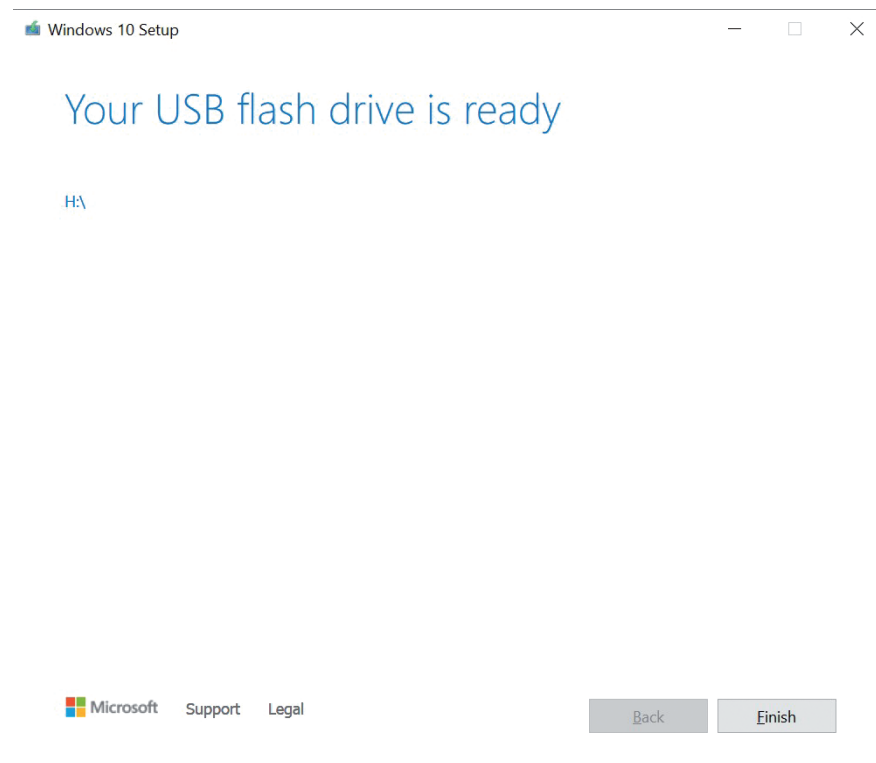 Windows 10 Setup
Your USB flash drive is ready
H:\
Microsoft Support Legal
Back Finish